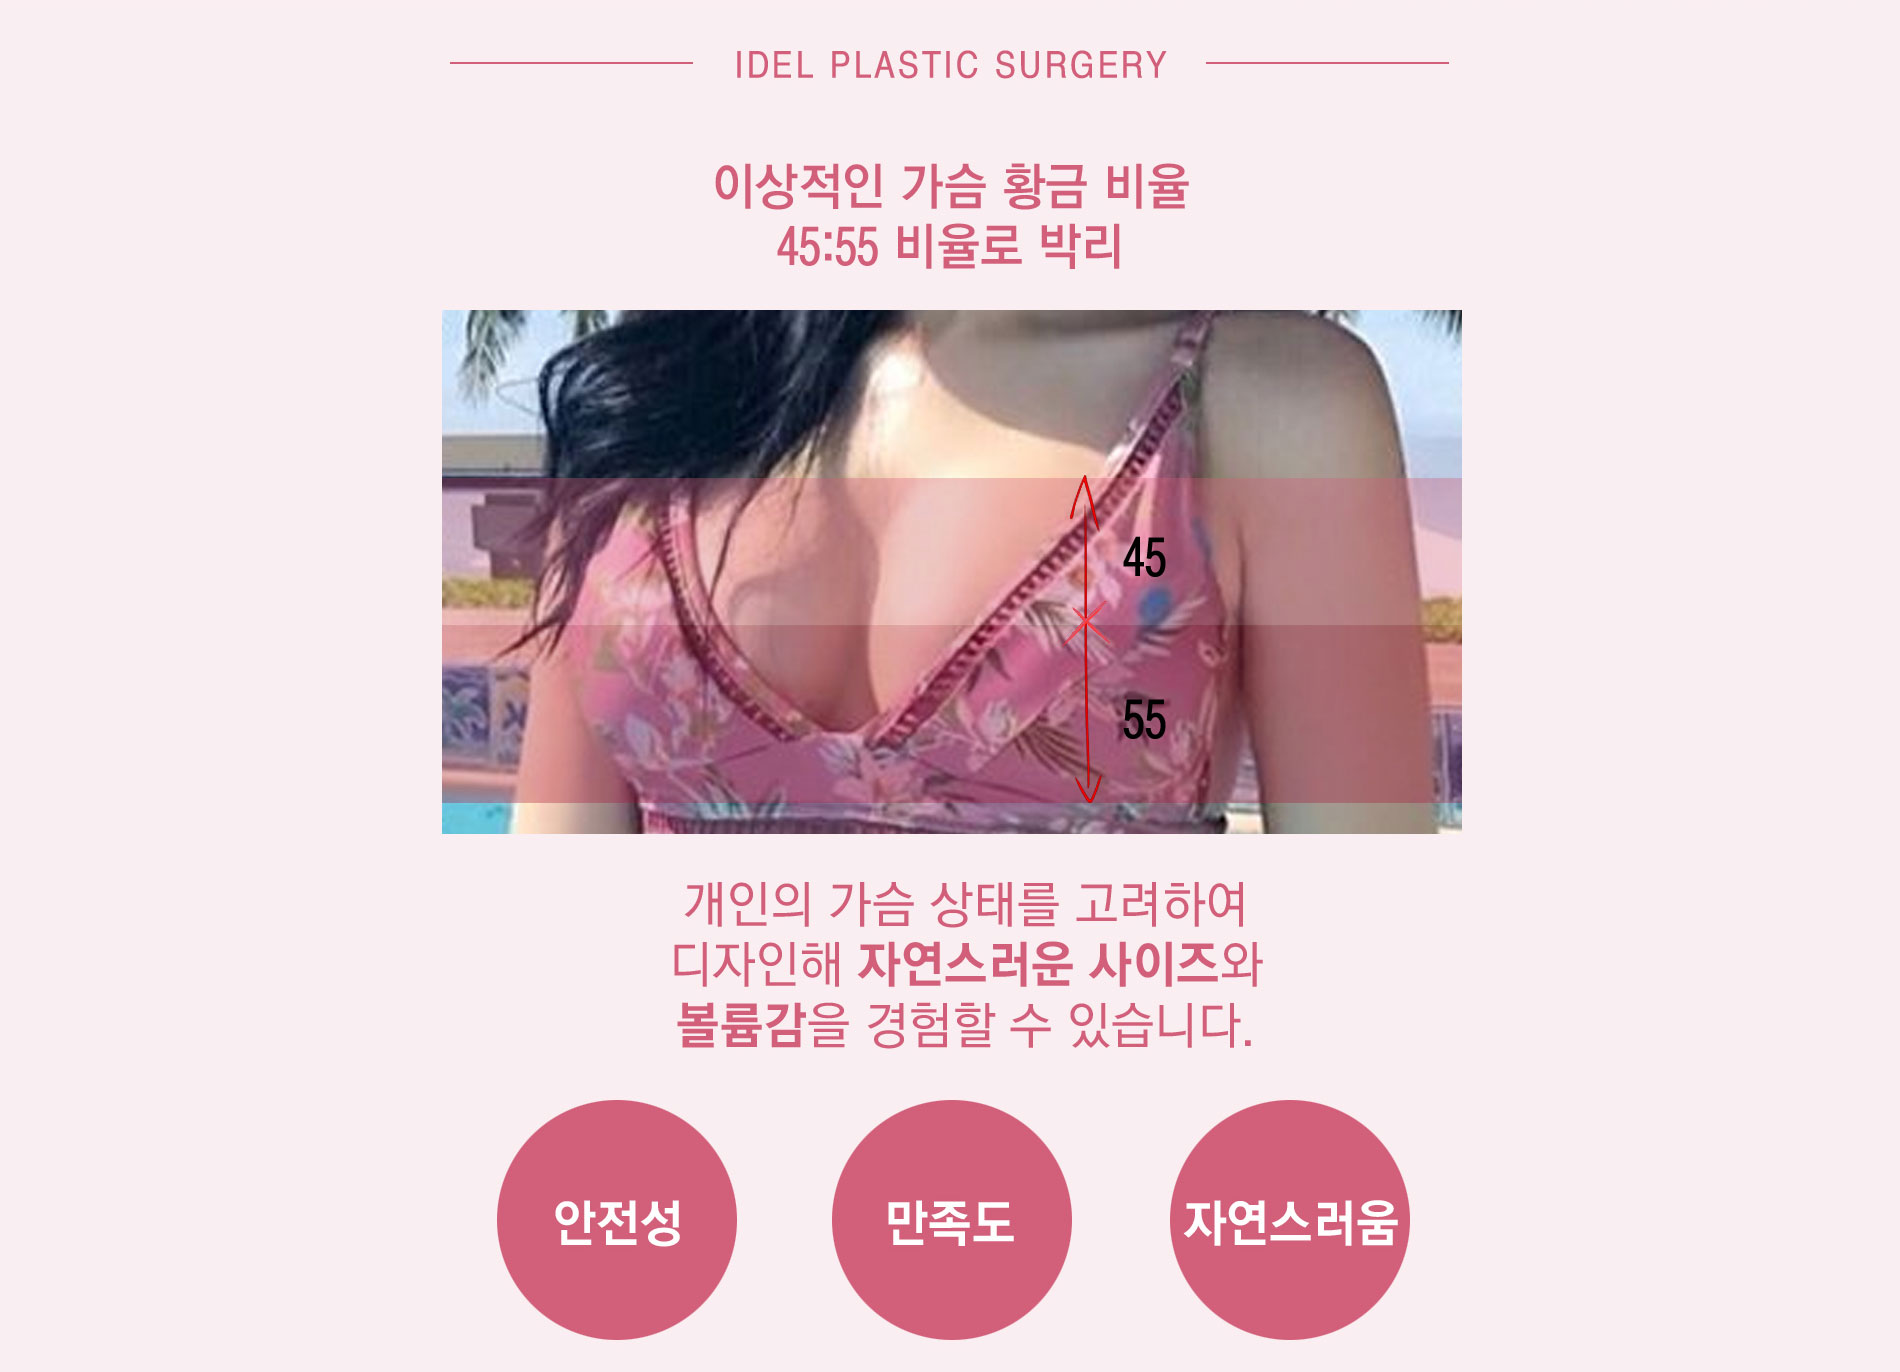 IDEL PLASTIC SURGERY
이상적인 가슴 황금 비율
45:55 비율로 박리
45
55
개인의 가슴 상태를 고려하여
디자인해 자연스러운 사이즈와
볼륨감을 경험할 수 있습니다.
안전성
만족도
자연스러움